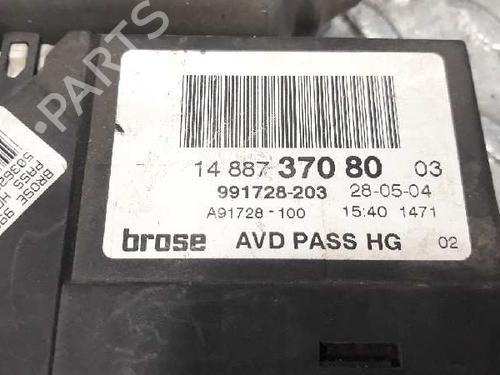 14 887 370 80 03
991728-203 28-05-04
A91728-100 15:40 1471
brose AVD PASS HG 02
BROSE
PASS
B-PARTS